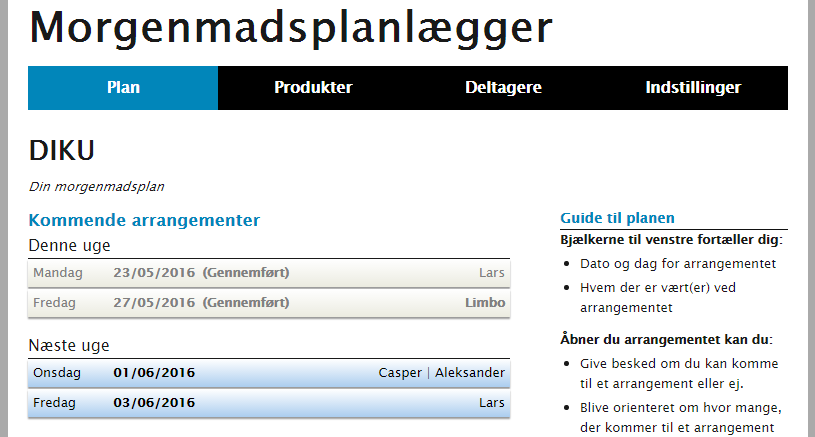 Morgenmadsplanlægger
Plan Produkter Deltagere Indstillinger
DIKU
Din morgenmadsplan
Kommende arrangementer
Denne uge
Mandag 23/05/2016 (Gennemført) Lars
Fredag 27/05/2016 (Gennemført) Limbo
Næste uge
Onsdag 01/06/2016 Casper | Aleksander
Fredag 03/06/2016 Lars
Guide til planen
Bjælkerne til venstre fortæller dig:
• Dato og dag for arrangementet
• Hvem der er vært(er) ved
arrangementet
Åbner du arrangementet kan du:
• Give besked om du kan komme
til et arrangement eller ej.
• Blive orienteret om hvor mange,
der kommer til et arrangement